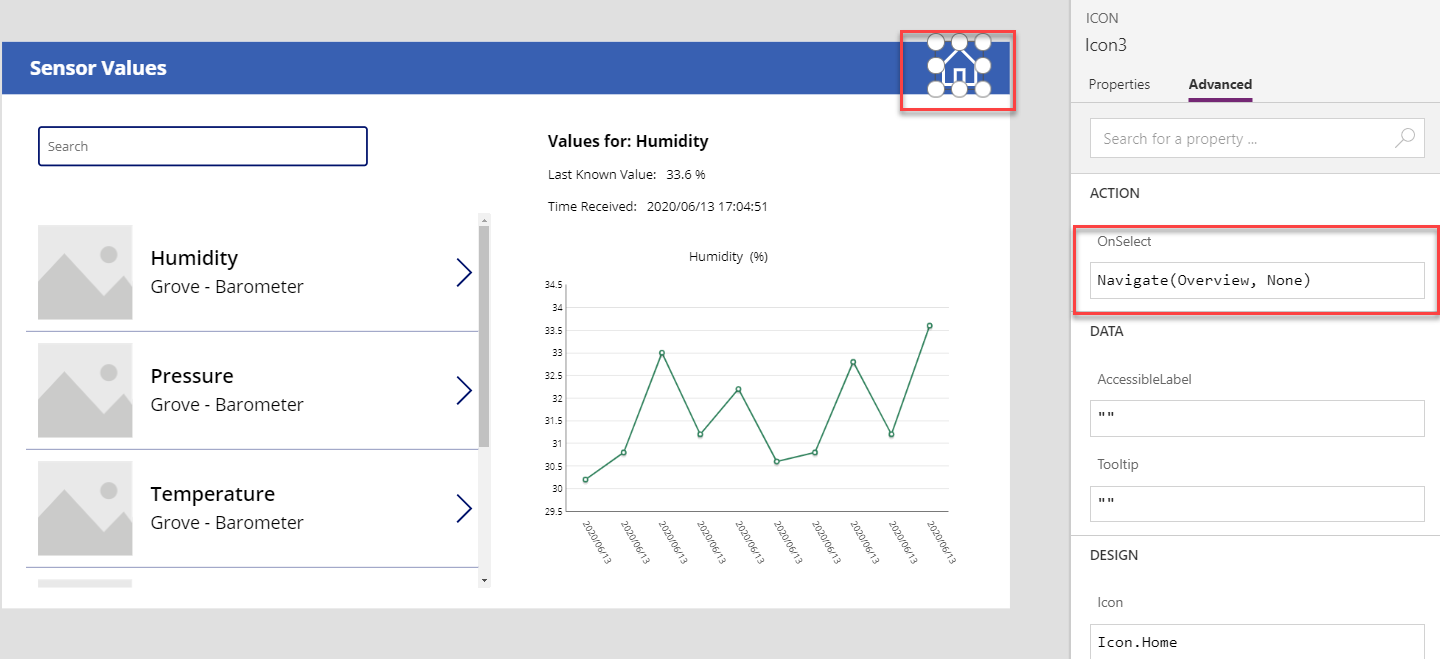 Sensor Values
Search
Humidity
Grove - Barometer
Pressure
Grove - Barometer
Temperature
Grove - Barometer
Values for: Humidity
Last Known Value: 33.6 %
Time Received: 2020/06/13 17:04:51
Humidity (%)
34.5
34
33.5
33
32.5
32
31.5
31
30.5
30
29.5
2020/06/13
2020/06/13
2020/06/13
2020/06/13
2020/06/13
2020/06/13
2020/06/13
2020/06/13
2020/06/13
2020/06/13
ICON
Icon3
Properties Advanced
Search for a property ...
ACTION
OnSelect
Navigate(Overview, None)
DATA
AccessibleLabel
""
Tooltip
""
DESIGN
Icon
Icon.Home